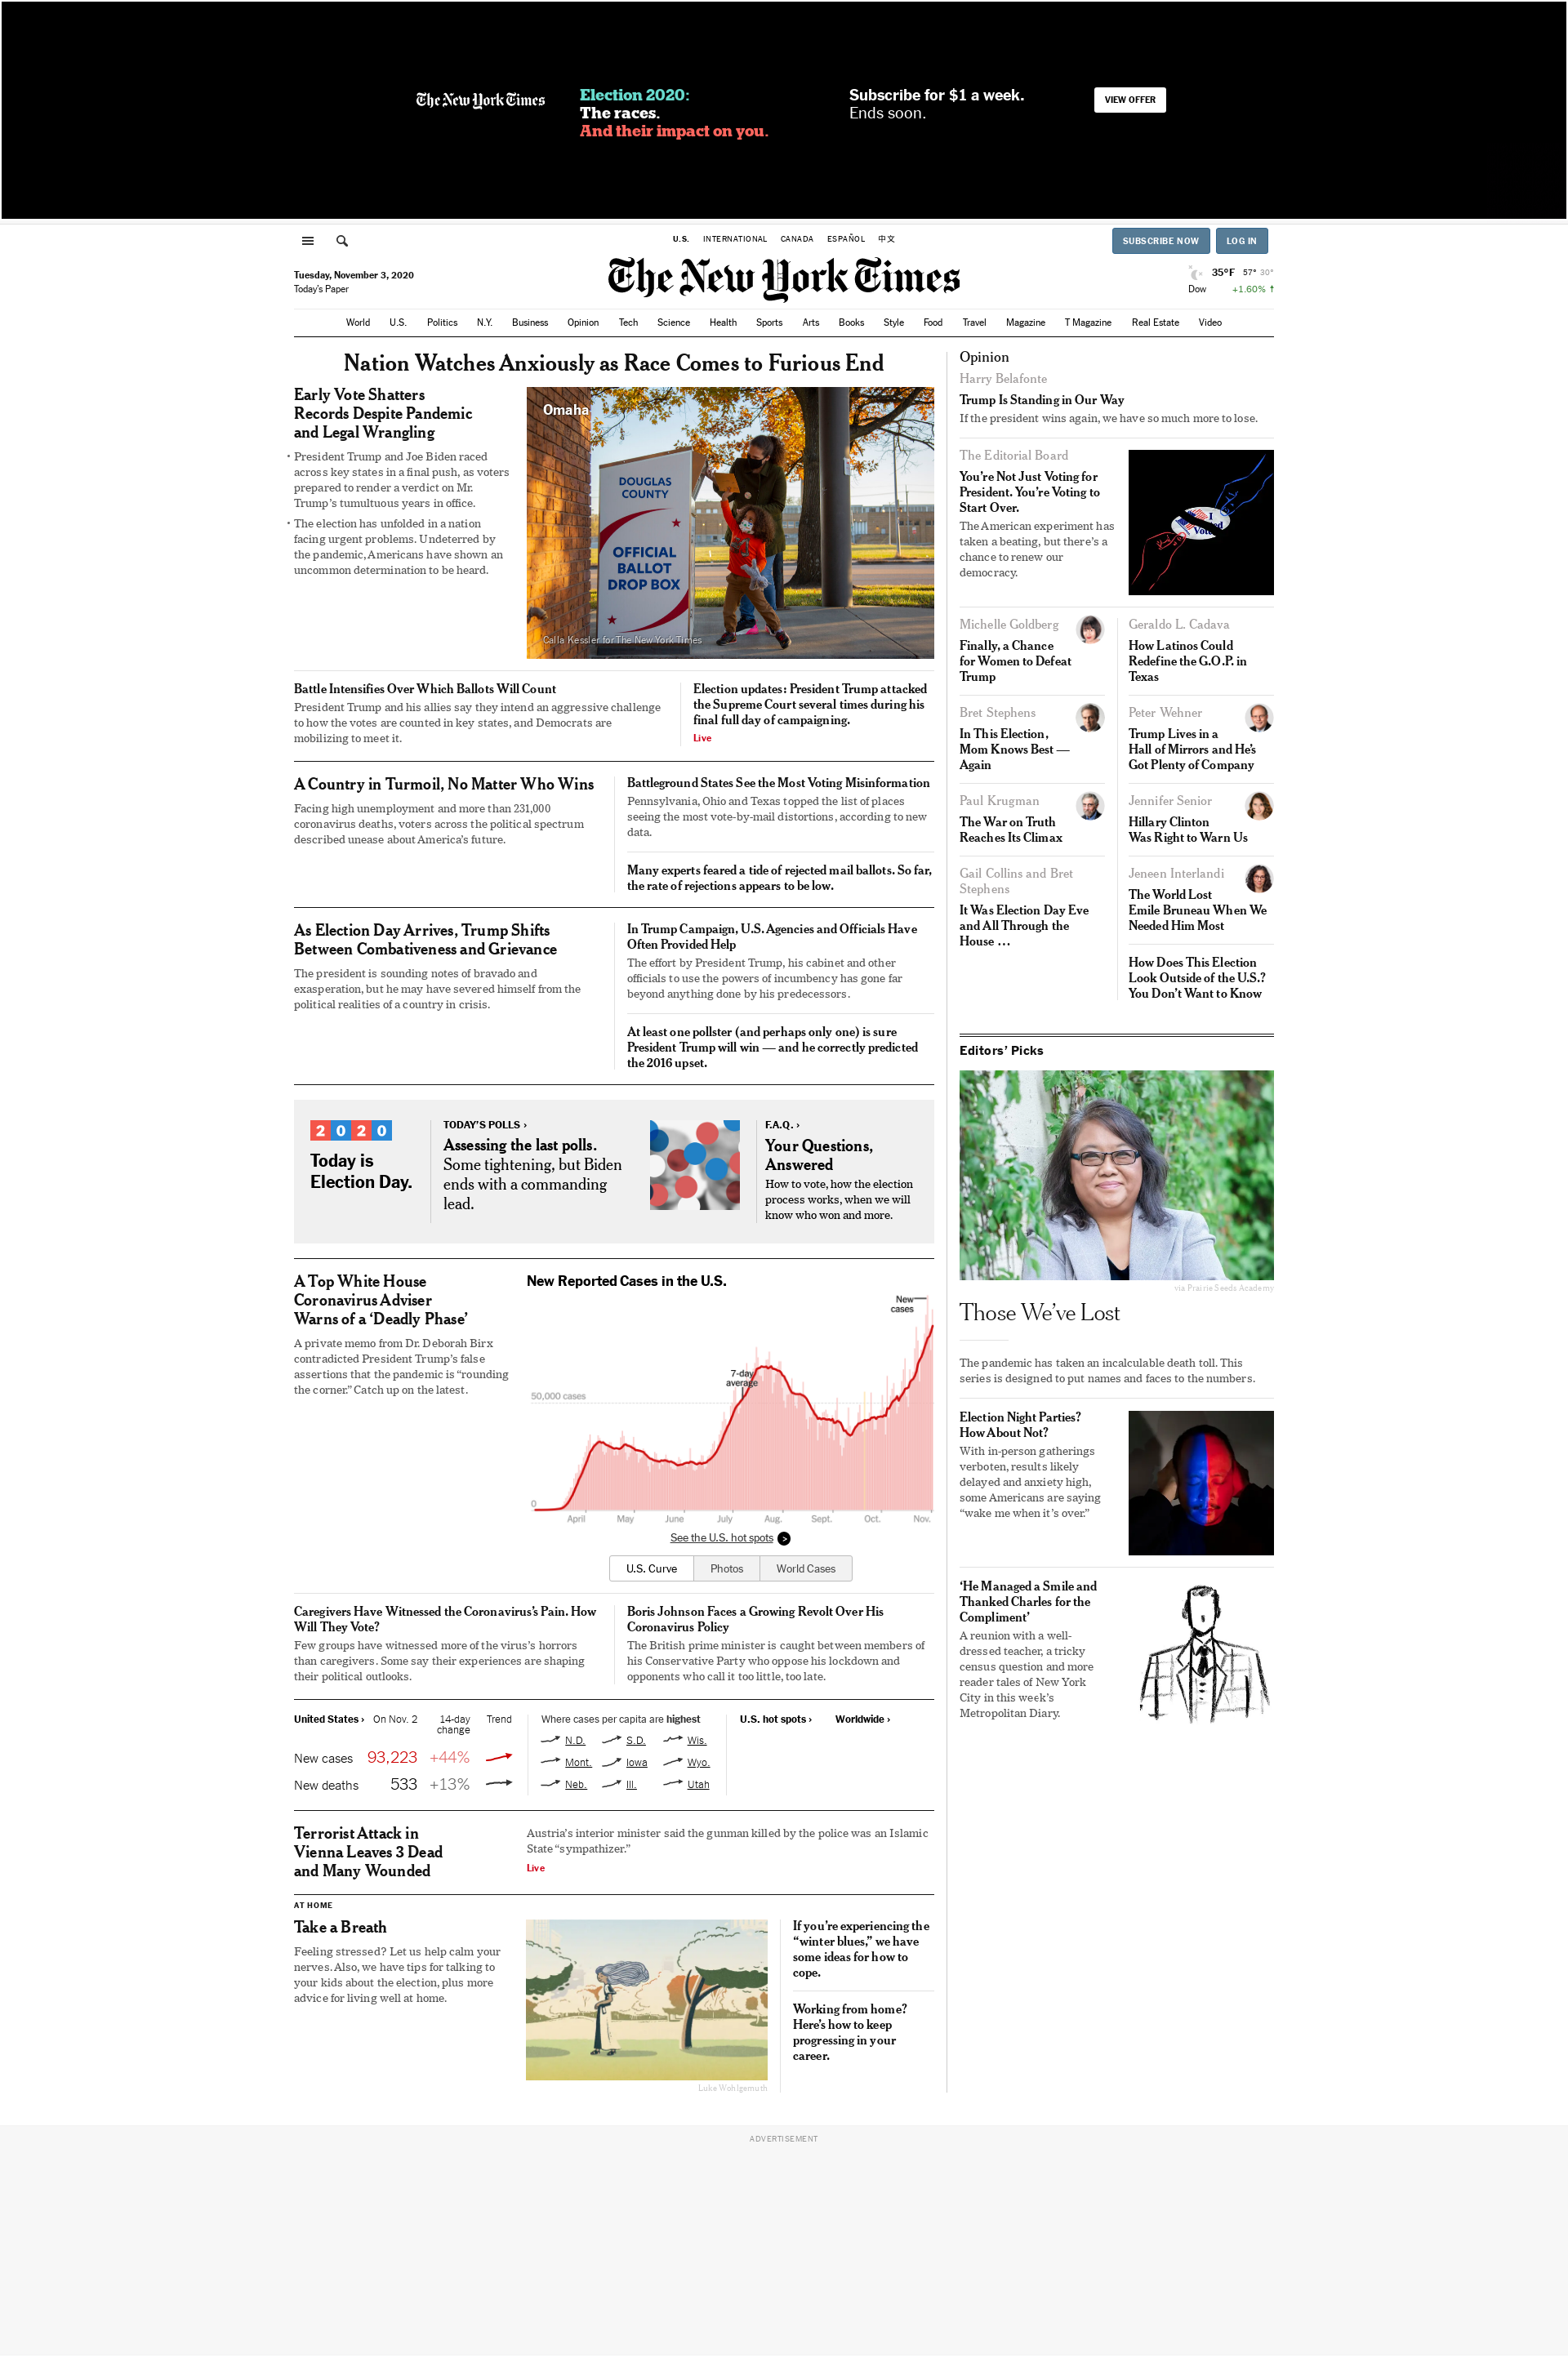 The New York Times
Election 2020:
The races.
And their impact on you.
Subscribe for $1 a week.
Ends soon.
VIEW OFFER
U.S. INTERNATIONAL CANADA ESPAÑOL 中文
SUBSCRIBE NOW
LOG IN
Tuesday, November 3, 2020
Today's Paper
The New York Times
35°F 57° 30°
Dow +1.60% ↑
World U.S. Politics N.Y. Business Opinion Tech Science Health Sports Arts Books Style Food Travel Magazine T Magazine Real Estate Video
Nation Watches Anxiously as Race Comes to Furious End
Early Vote Shatters
Records Despite Pandemic
and Legal Wrangling
• President Trump and Joe Biden raced
across key states in a final push, as voters
prepared to render a verdict on Mr.
Trump’s tumultuous years in office.
• The election has unfolded in a nation
facing urgent problems. Undeterred by
the pandemic, Americans have shown an
uncommon determination to be heard.
Omaha
DOUGLAS
COUNTY
OFFICIAL
BALLOT
DROP BOX
Calla Kessler for The New York Times
Battle Intensifies Over Which Ballots Will Count
President Trump and his allies say they intend an aggressive challenge
to how the votes are counted in key states, and Democrats are
mobilizing to meet it.
Election updates: President Trump attacked
the Supreme Court several times during his
final full day of campaigning.
Live
A Country in Turmoil, No Matter Who Wins
Facing high unemployment and more than 231,000
coronavirus deaths, voters across the political spectrum
described unease about America’s future.
Battleground States See the Most Voting Misinformation
Pennsylvania, Ohio and Texas topped the list of places
seeing the most vote-by-mail distortions, according to new
data.
Many experts feared a tide of rejected mail ballots. So far,
the rate of rejections appears to be low.
As Election Day Arrives, Trump Shifts
Between Combativeness and Grievance
The president is sounding notes of bravado and
exasperation, but he may have severed himself from the
political realities of a country in crisis.
In Trump Campaign, U.S. Agencies and Officials Have
Often Provided Help
The effort by President Trump, his cabinet and other
officials to use the powers of incumbency has gone far
beyond anything done by his predecessors.
At least one pollster (and perhaps only one) is sure
President Trump will win — and he correctly predicted
the 2016 upset.
2020
Today is
Election Day.
TODAY’S POLLS ›
Assessing the last polls.
Some tightening, but Biden
ends with a commanding
lead.
F.A.Q. ›
Your Questions,
Answered
How to vote, how the election
process works, when we will
know who won and more.
A Top White House
Coronavirus Adviser
Warns of a ‘Deadly Phase’
A private memo from Dr. Deborah Birx
contradicted President Trump’s false
assertions that the pandemic is “rounding
the corner.” Catch up on the latest.
New Reported Cases in the U.S.
New
cases
7-day
average
50,000 cases
0
April May June July Aug. Sept. Oct. Nov.
See the U.S. hot spots >
U.S. Curve Photos World Cases
Caregivers Have Witnessed the Coronavirus’s Pain. How
Will They Vote?
Few groups have witnessed more of the virus’s horrors
than caregivers. Some say their experiences are shaping
their political outlooks.
Boris Johnson Faces a Growing Revolt Over His
Coronavirus Policy
The British prime minister is caught between members of
his Conservative Party who oppose his lockdown and
opponents who call it too little, too late.
United States › On Nov. 2 14-day
change Trend
New cases 93,223 +44%
New deaths 533 +13%
Where cases per capita are highest
N.D. S.D. Wis.
Mont. Iowa Wyo.
Neb. Ill. Utah
U.S. hot spots › Worldwide ›
Terrorist Attack in
Vienna Leaves 3 Dead
and Many Wounded
Austria’s interior minister said the gunman killed by the police was an Islamic
State “sympathizer.”
Live
AT HOME
Take a Breath
Feeling stressed? Let us help calm your
nerves. Also, we have tips for talking to
your kids about the election, plus more
advice for living well at home.
Luke Wohlgemuth
If you’re experiencing the
“winter blues,” we have
some ideas for how to
cope.
Working from home?
Here’s how to keep
progressing in your
career.
Opinion
Harry Belafonte
Trump Is Standing in Our Way
If the president wins again, we have so much more to lose.
The Editorial Board
You’re Not Just Voting for
President. You’re Voting to
Start Over.
The American experiment has
taken a beating, but there’s a
chance to renew our
democracy.
Michelle Goldberg
Finally, a Chance
for Women to Defeat
Trump
Geraldo L. Cadava
How Latinos Could
Redefine the G.O.P. in
Texas
Bret Stephens
In This Election,
Mom Knows Best —
Again
Peter Wehner
Trump Lives in a
Hall of Mirrors and He’s
Got Plenty of Company
Paul Krugman
The War on Truth
Reaches Its Climax
Jennifer Senior
Hillary Clinton
Was Right to Warn Us
Gail Collins and Bret
Stephens
It Was Election Day Eve
and All Through the
House …
Jeneen Interlandi
The World Lost
Emile Bruneau When We
Needed Him Most
How Does This Election
Look Outside of the U.S.?
You Don’t Want to Know
Editors’ Picks
via Prairie Seeds Academy
Those We’ve Lost
The pandemic has taken an incalculable death toll. This
series is designed to put names and faces to the numbers.
Election Night Parties?
How About Not?
With in-person gatherings
verboten, results likely
delayed and anxiety high,
some Americans are saying
“wake me when it’s over.”
‘He Managed a Smile and
Thanked Charles for the
Compliment’
A reunion with a well-
dressed teacher, a tricky
census question and more
reader tales of New York
City in this week’s
Metropolitan Diary.
ADVERTISEMENT